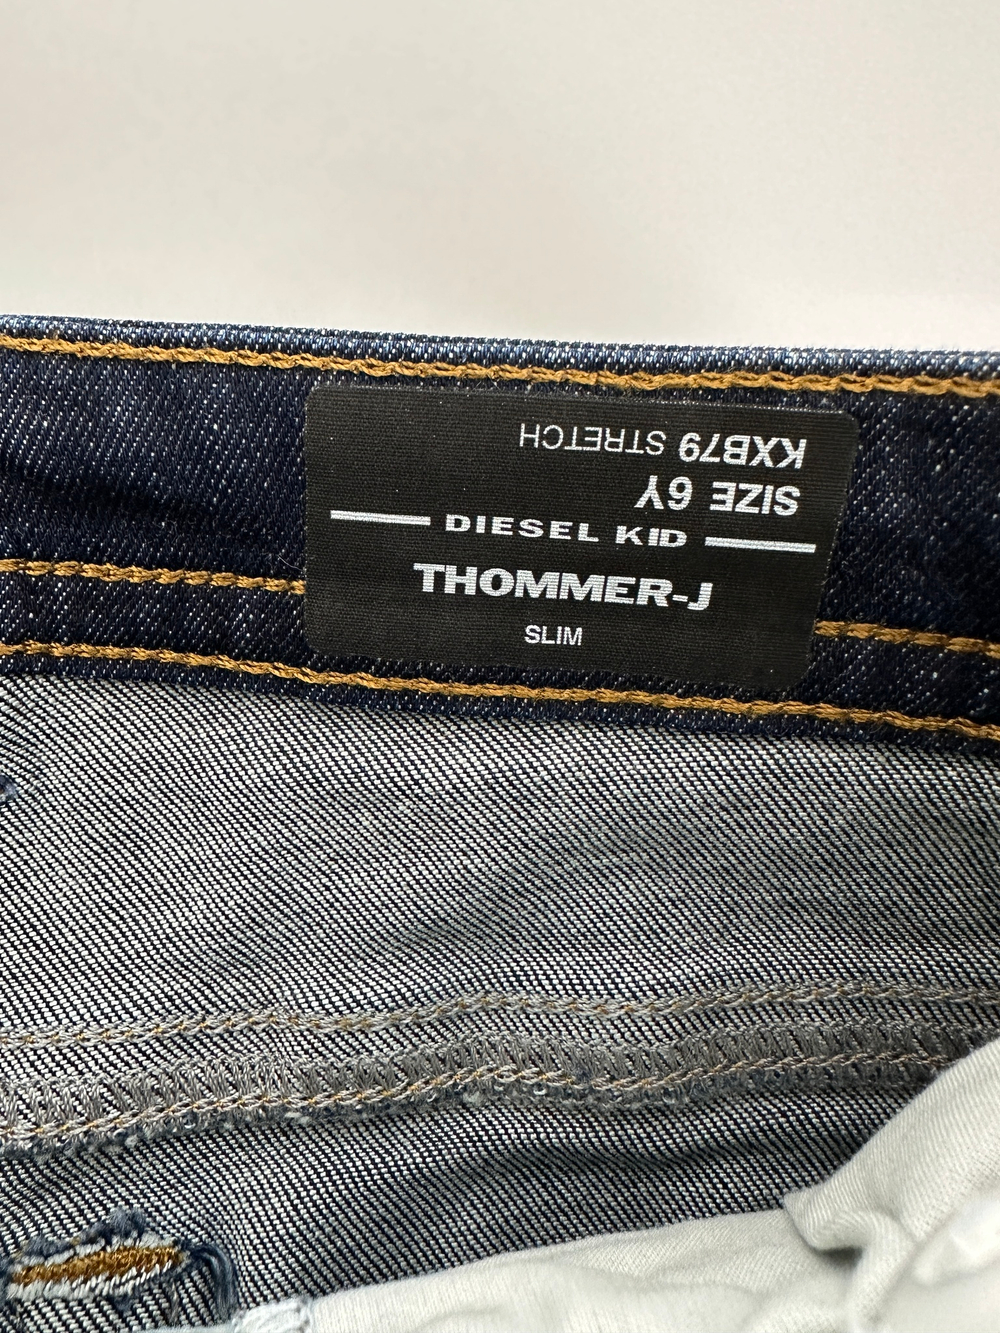 KXB79 STRETCH
SIZE 6Y
DIESEL KID
THOMMER-J
SLIM